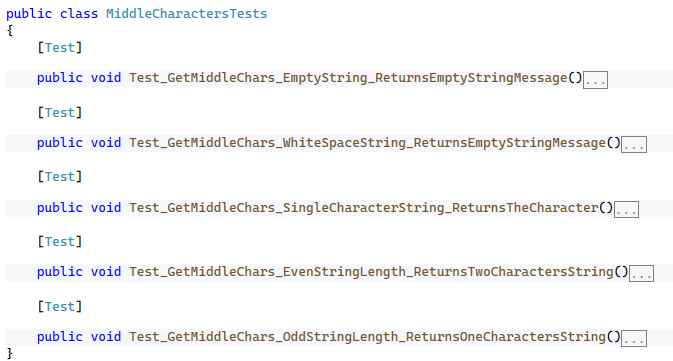 public class MiddleCharactersTests
{
[Test]
public void Test_GetMiddleChars_EmptyString_ReturnsEmptyStringMessage()...
[Test]
public void Test_GetMiddleChars_WhiteSpaceString_ReturnsEmptyStringMessage()...
[Test]
public void Test_GetMiddleChars_SingleCharacterString_ReturnsTheCharacter()...
[Test]
public void Test_GetMiddleChars_EvenStringLength_ReturnsTwoCharactersString()...
[Test]
public void Test_GetMiddleChars_OddStringLength_ReturnsOneCharactersString()...
}